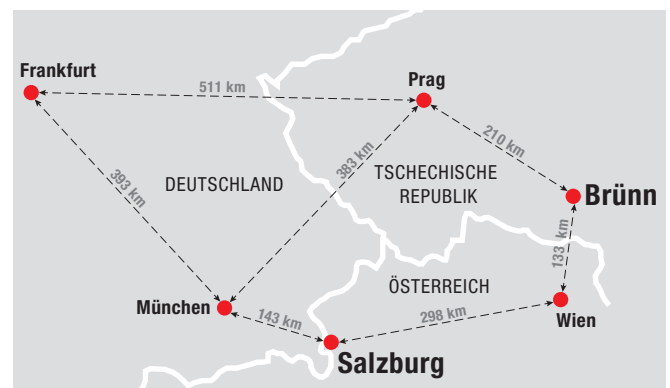 Frankfurt
511 km
Prag
210 km
393 km
383 km
DEUTSCHLAND
TSCHECHISCHE
REPUBLIK
Brünn
133 km
ÖSTERREICH
München
143 km
298 km
Wien
Salzburg